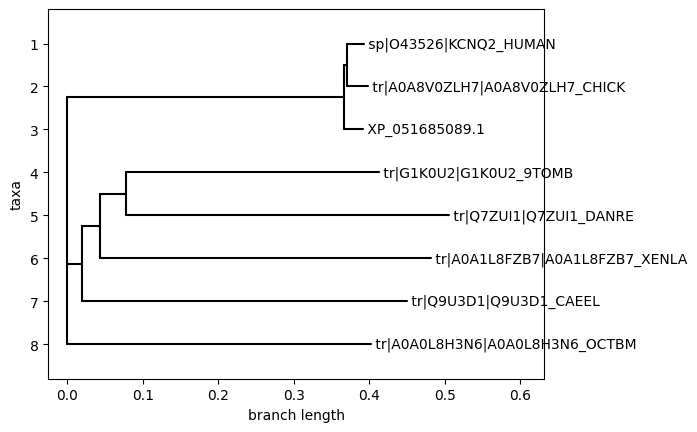 1 sp|O43526|KCNQ2_HUMAN
2 tr|A0A8V0ZLH7|A0A8V0ZLH7_CHICK
3 XP_051685089.1
4 tr|G1K0U2|G1K0U2_9TOMB
5 tr|Q7ZUI1|Q7ZUI1_DANRE
6 tr|A0A1L8FZB7|A0A1L8FZB7_XENLA
7 tr|Q9U3D1|Q9U3D1_CAEEL
8 tr|A0A0L8H3N6|A0A0L8H3N6_OCTBM
taxa
0.0 0.1 0.2 0.3 0.4 0.5 0.6
branch length